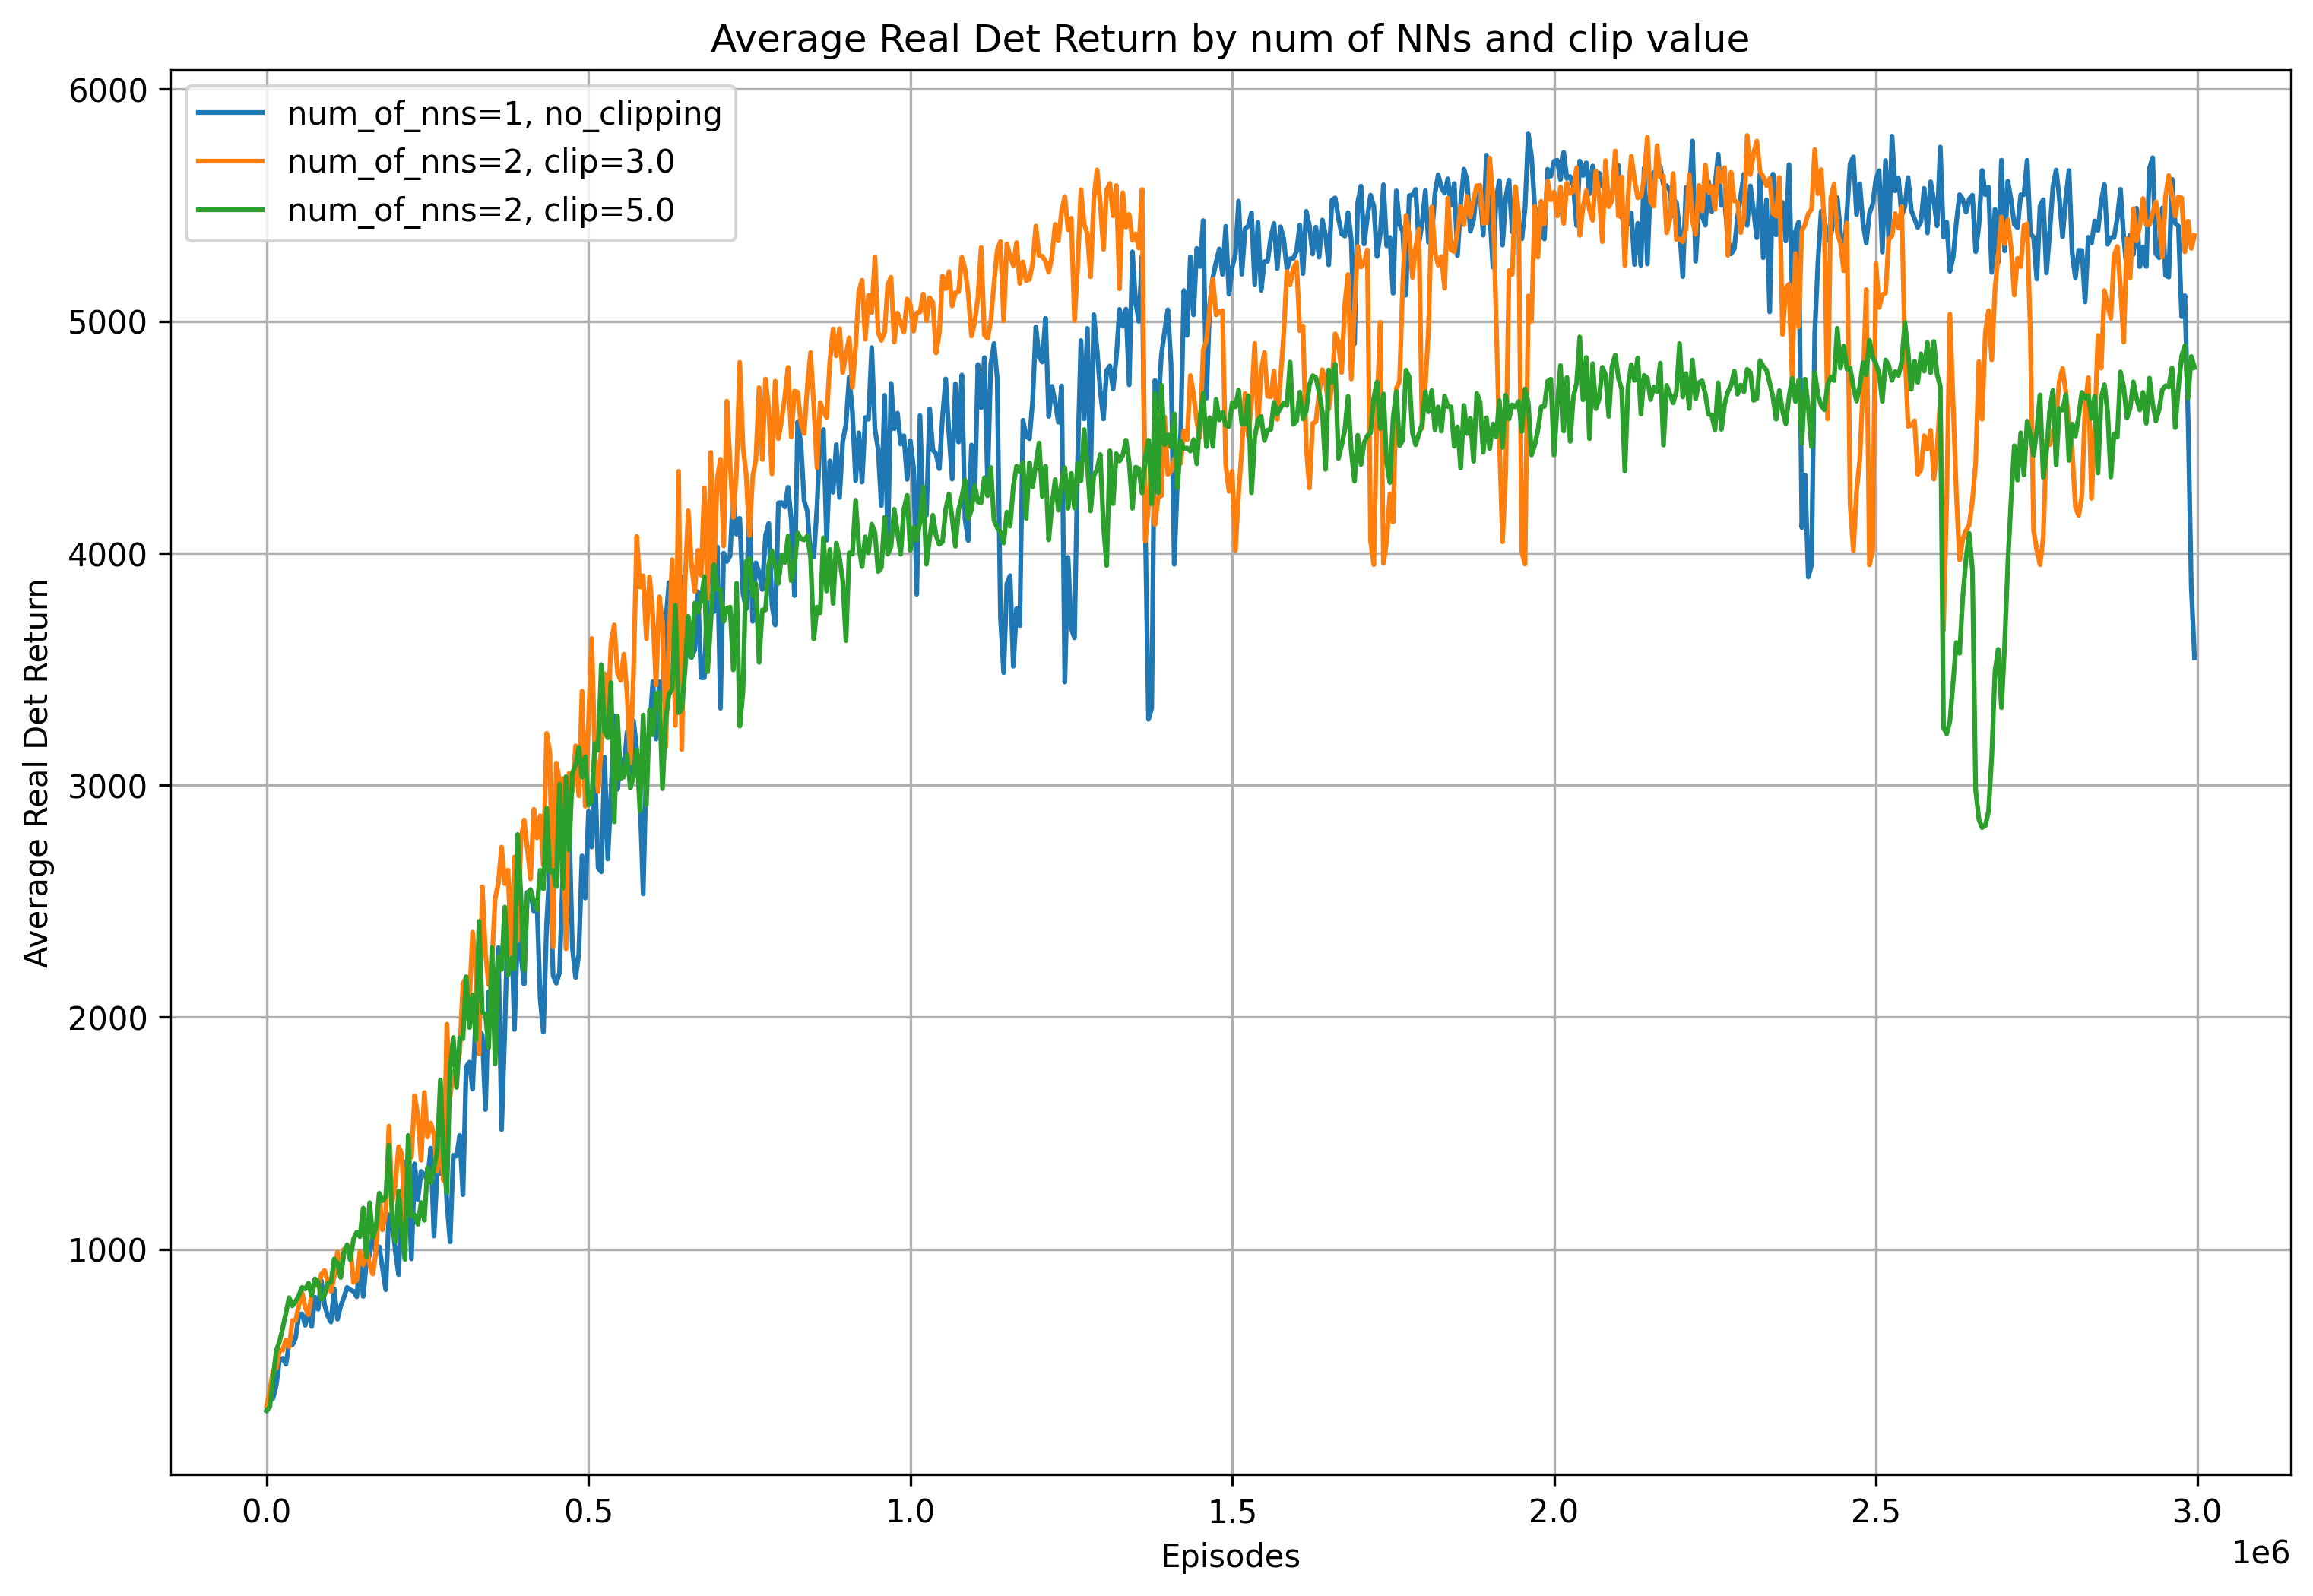 Average Real Det Return by num of NNs and clip value
num_of_nns=1, no_clipping
num_of_nns=2, clip=3.0
num_of_nns=2, clip=5.0
6000
5000
4000
3000
2000
1000
Average Real Det Return
0.0 0.5 1.0 1.5 2.0 2.5 3.0
Episodes
1e6